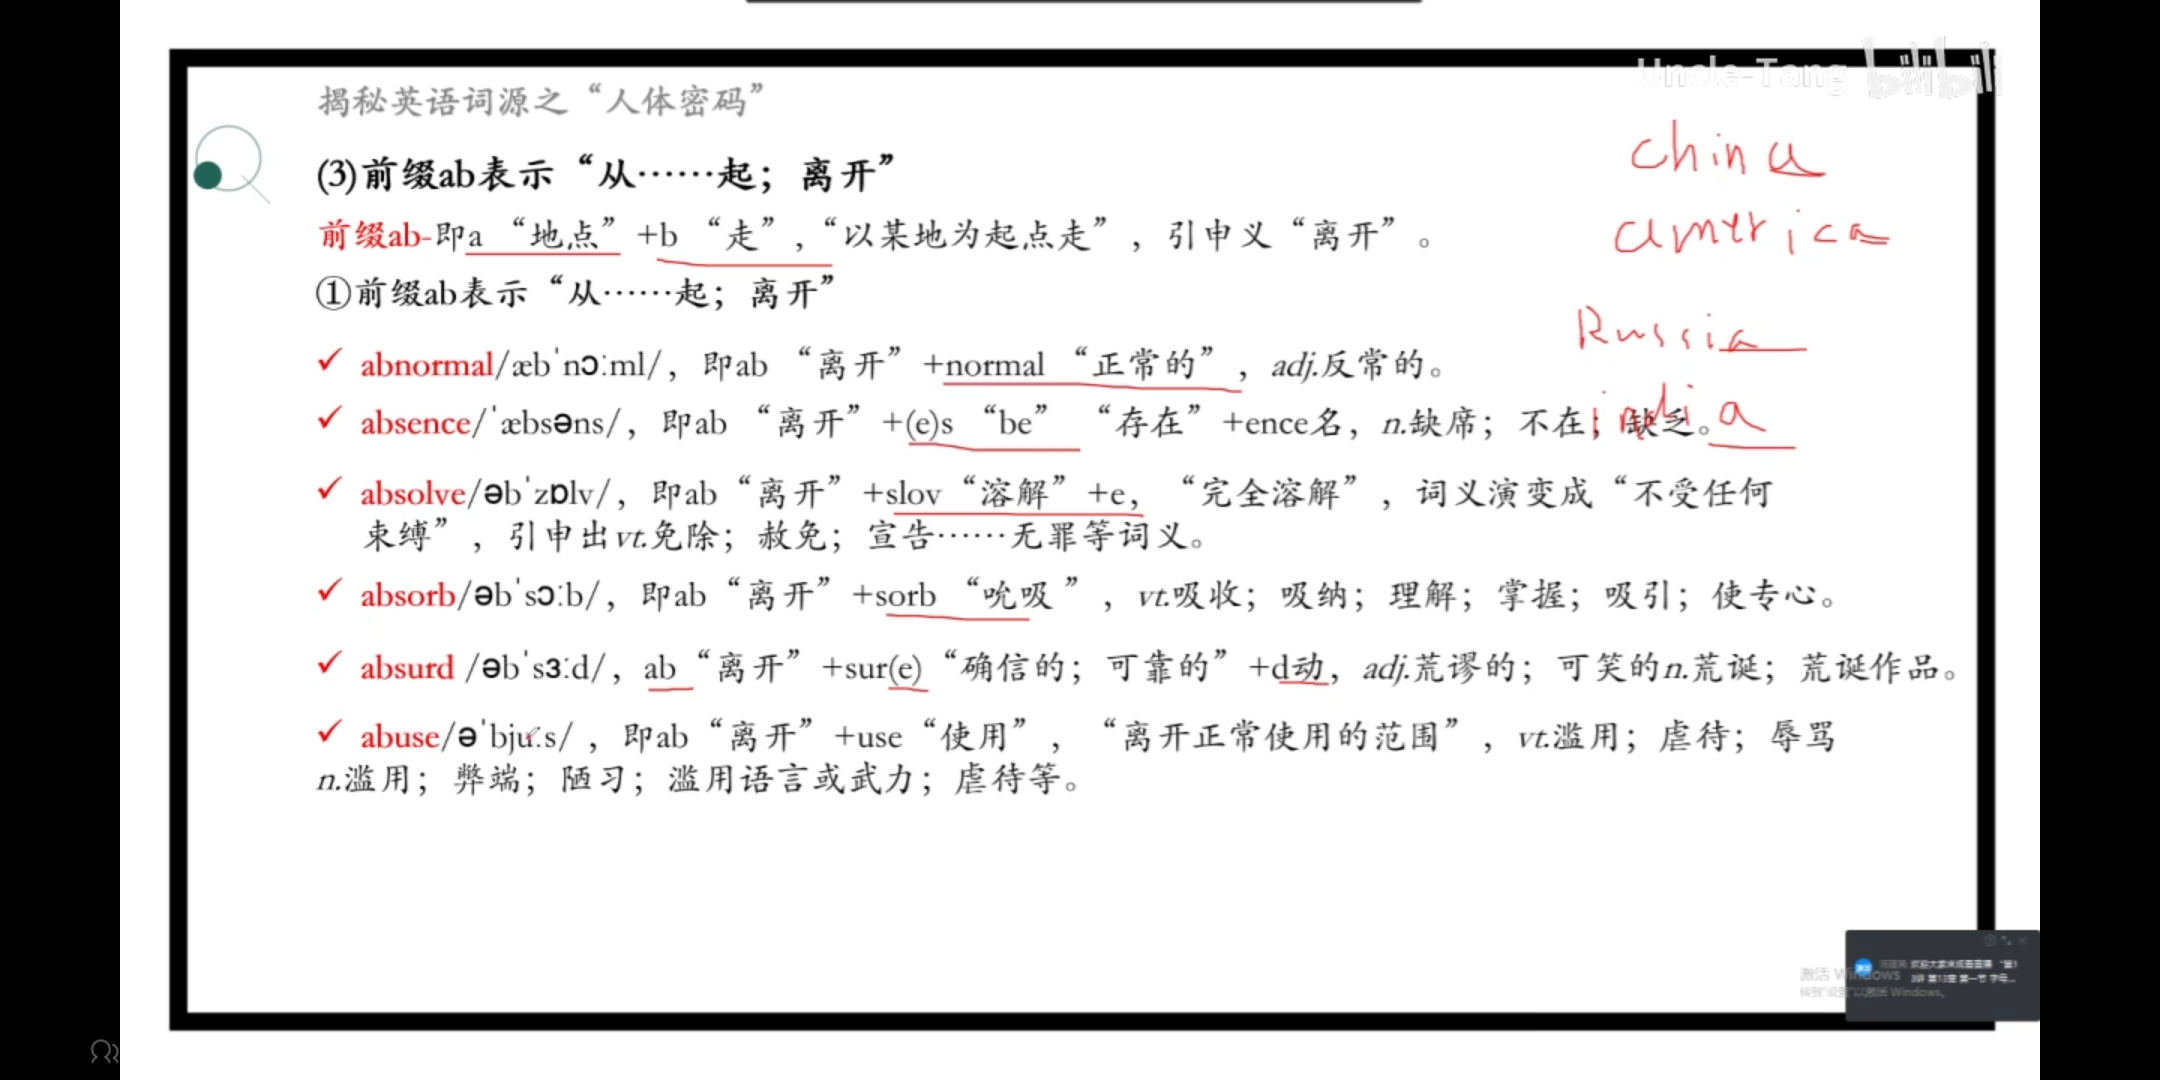 Uncle-Tang bilibili
揭秘英语词源之“人体密码”
china
(3)前缀ab表示“从……起；离开”
america
前缀ab-即a “地点” +b “走”，“以某地为起点走”，引申义“离开”。
①前缀ab表示“从……起；离开”
Russia
✓ abnormal/æbˈnɔːml/，即ab “离开” +normal “正常的”，adj.反常的。
india
✓ absence/ˈæbsəns/，即ab “离开” +(e)s “be” “存在” +ence名，n.缺席；不在；缺乏。
✓ absolve/əbˈzɒlv/，即ab“离开” +slov“溶解”+e，“完全溶解”，词义演变成“不受任何
束缚”，引申出vt.免除；赦免；宣告……无罪等词义。
✓ absorb/əbˈsɔːb/，即ab“离开” +sorb “吮吸 ”，vt.吸收；吸纳；理解；掌握；吸引；使专心。
✓ absurd /əbˈsɜːd/，ab“离开” +sur(e)“确信的；可靠的”+d动，adj.荒谬的；可笑的n.荒诞；荒诞作品。
✓ abuse/əˈbjuːs/，即ab“离开” +use“使用”，“离开正常使用的范围”，vt.滥用；虐待；辱骂
n.滥用；弊端；陋习；滥用语言或武力；虐待等。
激活 Windows